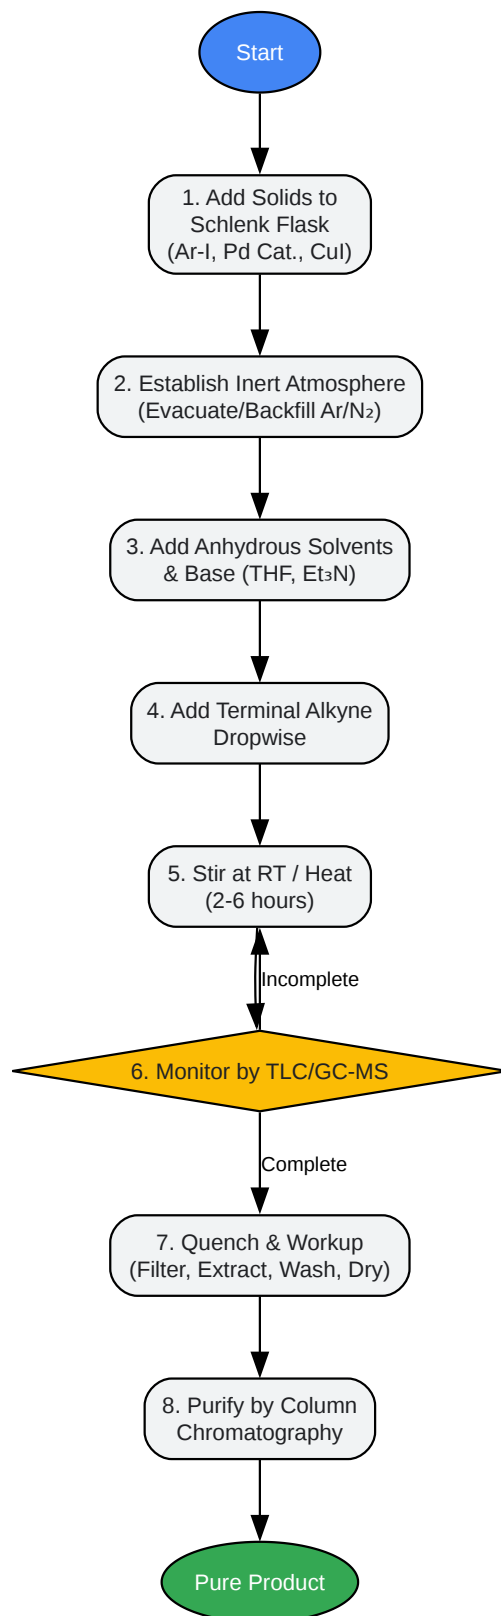 Start
1. Add Solids to
Schlenk Flask
(Ar-I, Pd Cat., CuI)
2. Establish Inert Atmosphere
(Evacuate/Backfill Ar/N₂)
3. Add Anhydrous Solvents
& Base (THF, Et₃N)
4. Add Terminal Alkyne
Dropwise
5. Stir at RT / Heat
(2-6 hours)
Incomplete
6. Monitor by TLC/GC-MS
Complete
7. Quench & Workup
(Filter, Extract, Wash, Dry)
8. Purify by Column
Chromatography
Pure Product